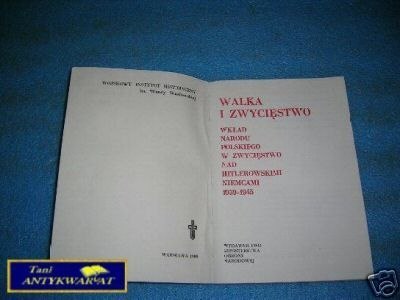 WOJSKOWY INSTYTUT HISTORYCZNY
im. Wandy Wasilewskiej
WARSZAWA
WALKA
I ZWYCIĘSTWO
WKŁAD
NARODU
POLSKIEGO
W ZWYCIĘSTWO
NAD
HITLEROWSKIMI
NIEMCAMI
1939-1945
WYDAWNICTWO
MINISTERSTWA
OBRONY
NARODOWEJ
Tani
ANTYKWARYAT